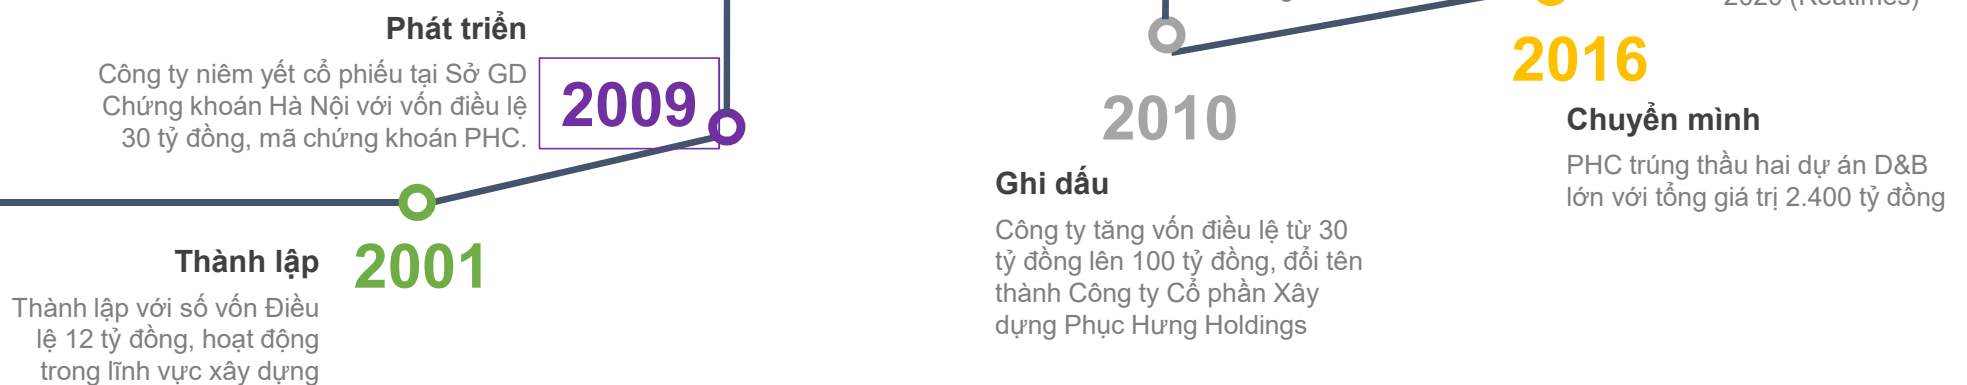 Phát triển
Công ty niêm yết cổ phiếu tại Sở GD
Chứng khoán Hà Nội với vốn điều lệ
30 tỷ đồng, mã chứng khoán PHC.
2009
Thành lập
2001
Thành lập với số vốn Điều
lệ 12 tỷ đồng, hoạt động
trong lĩnh vực xây dựng
2010
Ghi dấu
Công ty tăng vốn điều lệ từ 30
tỷ đồng lên 100 tỷ đồng, đổi tên
thành Công ty Cổ phần Xây
dựng Phục Hưng Holdings
2016
Chuyển mình
PHC trúng thầu hai dự án D&B
lớn với tổng giá trị 2.400 tỷ đồng